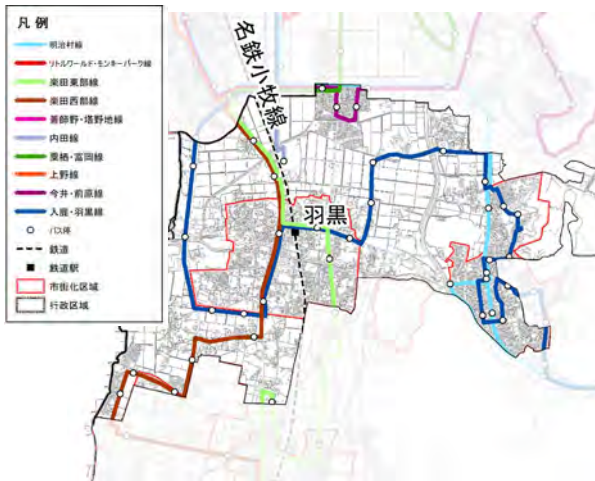 凡例
明治村線
リトルワールド・モンキーパーク線
楽田東部線
楽田西部線
善師野・塔野地線
内田線
栗栖・富岡線
上野線
今井・前原線
入鹿・羽黒線
バス停
鉄道
鉄道駅
市街化区域
行政区域
名鉄小牧線
羽黒